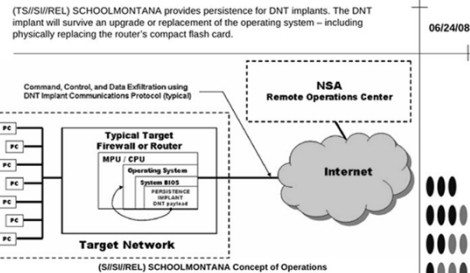 (TS//SI//REL) SCHOOLMONTANA provides persistence for DNT implants. The DNT
implant will survive an upgrade or replacement of the operating system – including
physically replacing the router's compact flash card.
06/24/08
Command, Control, and Data Exfiltration using
DNT Implant Communications Protocol (typical)
NSA
Remote Operations Center
Typical Target
Firewall or Router
MPU / CPU
Operating System
System BIOS
PERSISTENCE
IMPLANT
DNT payload
Internet
PC
PC
PC
PC
PC
PC
PC
Target Network
(S//SI//REL) SCHOOLMONTANA Concept of Operations